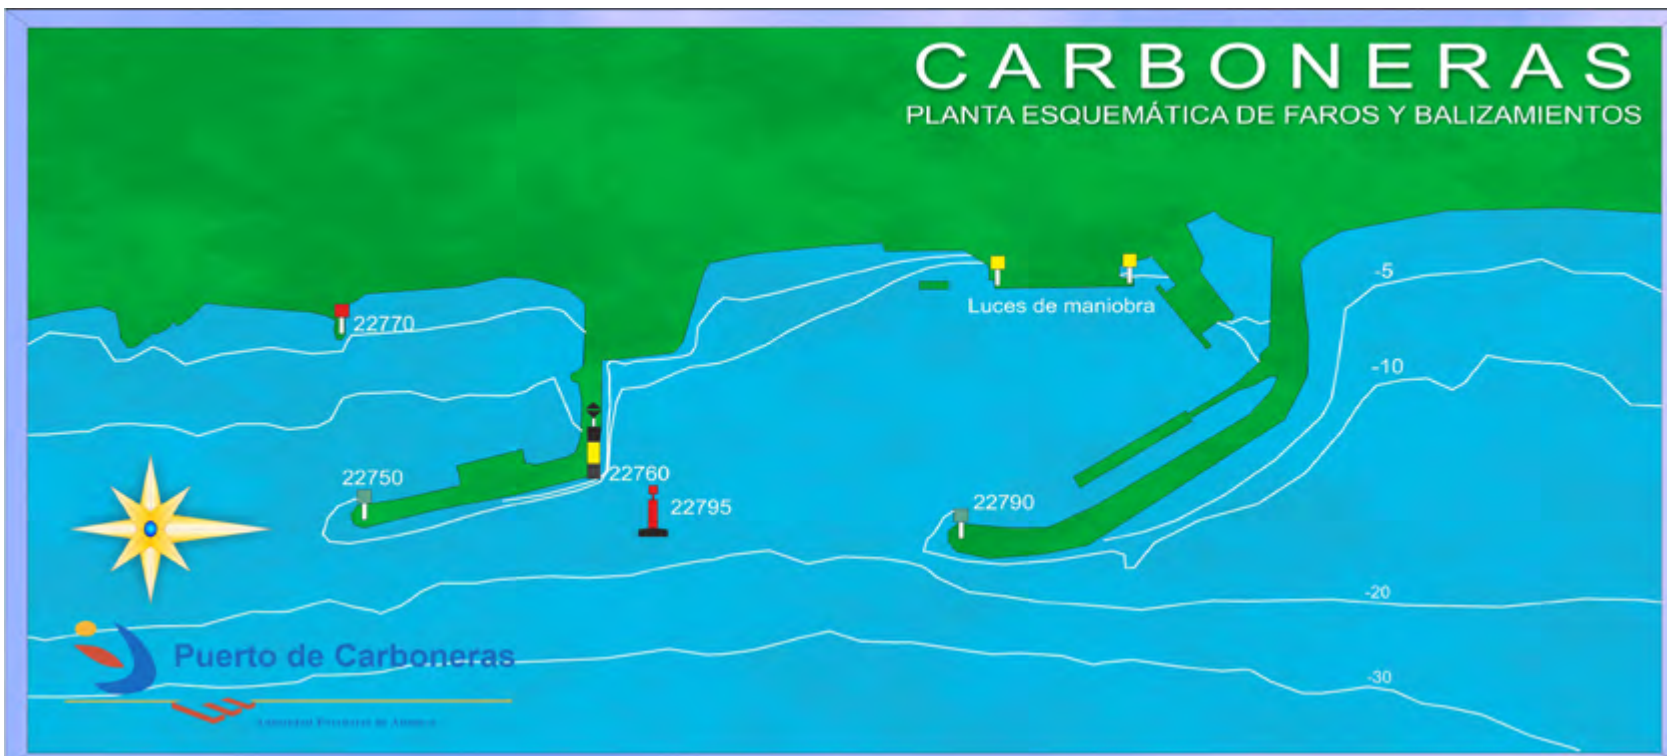 CARBONERAS
PLANTA ESQUEMÁTICA DE FAROS Y BALIZAMIENTOS
-5
Luces de maniobra
22770
-10
22750
22760
22795
22790
-20
Puerto de Carboneras
-30